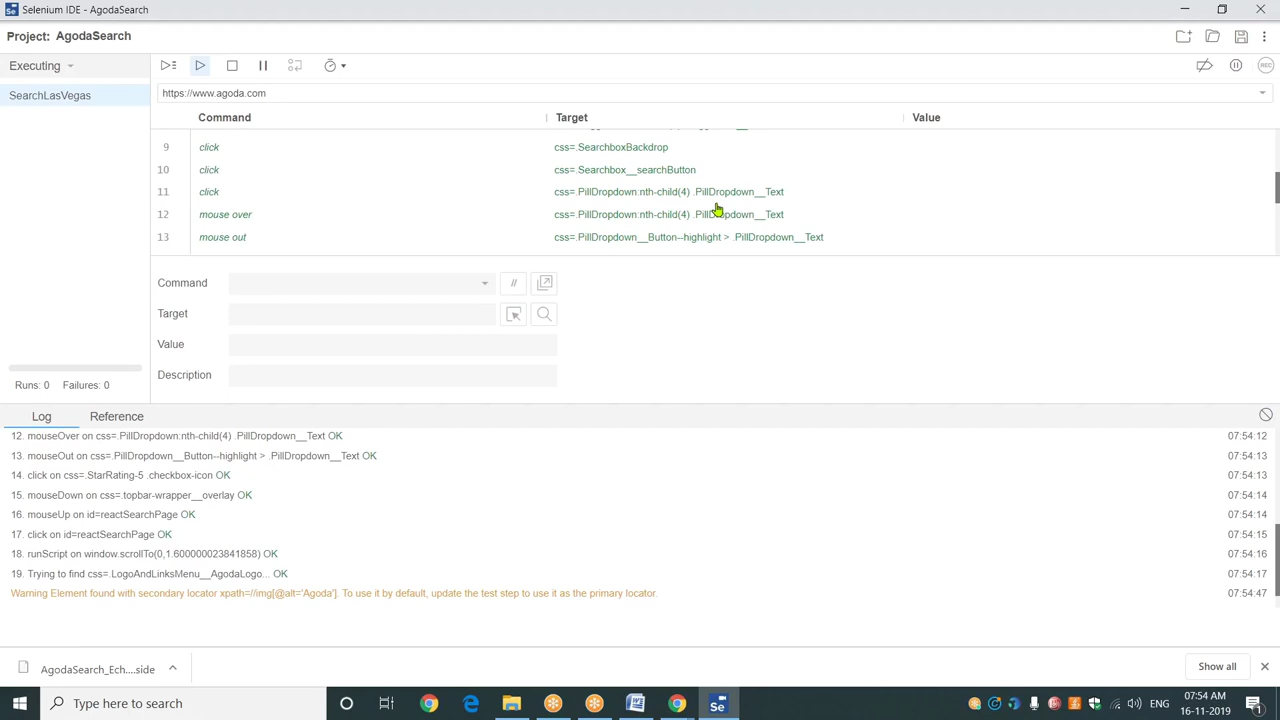 Selenium IDE - AgodaSearch
Project: AgodaSearch
Executing
SearchLasVegas
https://www.agoda.com
Command Target Value
9 click css=.SearchboxBackdrop
10 click css=.Searchbox__searchButton
11 click css=.PillDropdown:nth-child(4) .PillDropdown__Text
12 mouse over css=.PillDropdown:nth-child(4) .PillDropdown__Text
13 mouse out css=.PillDropdown__Button--highlight > .PillDropdown__Text
Command //
Target
Value
Description
Runs: 0 Failures: 0
Log Reference
12. mouseOver on css=.PillDropdown:nth-child(4) .PillDropdown__Text OK 07:54:12
13. mouseOut on css=.PillDropdown__Button--highlight > .PillDropdown__Text OK 07:54:13
14. click on css=.StarRating-5 .checkbox-icon OK 07:54:13
15. mouseDown on css=.topbar-wrapper__overlay OK 07:54:14
16. mouseUp on id=reactSearchPage OK 07:54:14
17. click on id=reactSearchPage OK 07:54:15
18. runScript on window.scrollTo(0,1.600000023841858) OK 07:54:16
19. Trying to find css=.LogoAndLinksMenu__AgodaLogo... OK 07:54:17
Warning Element found with secondary locator xpath=//img[@alt='Agoda']. To use it by default, update the test step to use it as the primary locator. 07:54:47
AgodaSearch_Ech....side
Show all
Type here to search
Se
ENG
07:54 AM
16-11-2019
REC